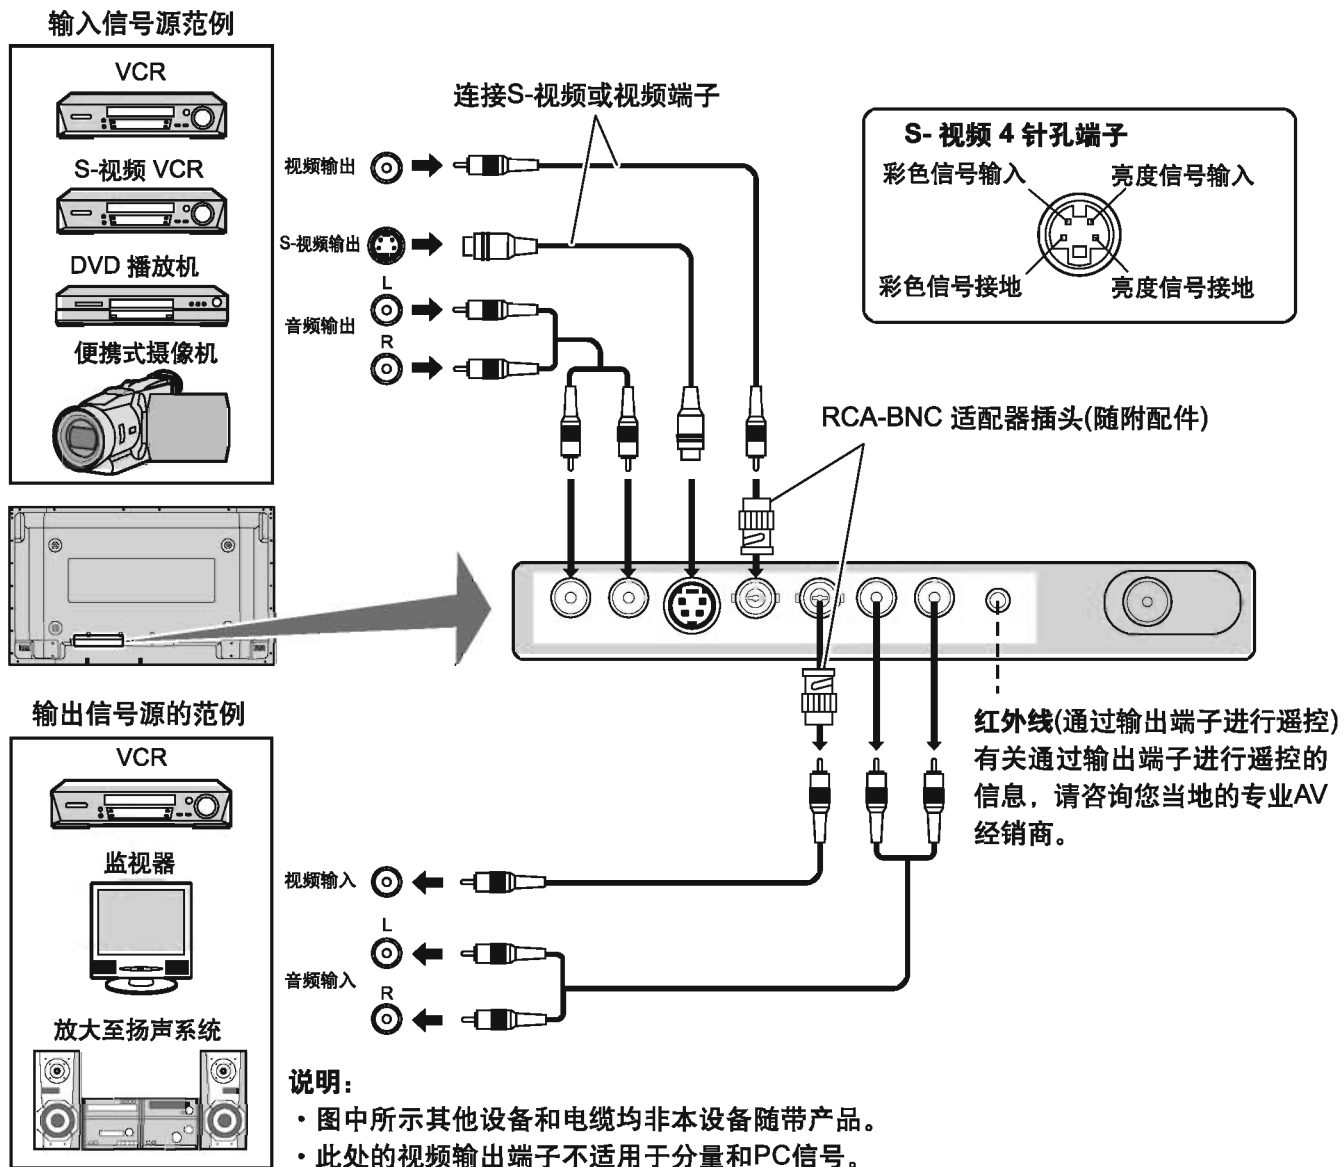 输入信号源范例
VCR
S-视频 VCR
DVD 播放机
便携式摄像机
连接S-视频或视频端子
视频输出
S-视频输出
L
音频输出
R
S- 视频 4 针孔端子
彩色信号输入
亮度信号输入
彩色信号接地
亮度信号接地
RCA-BNC 适配器插头(随附配件)
红外线(通过输出端子进行遥控)
有关通过输出端子进行遥控的
信息，请咨询您当地的专业AV
经销商。
输出信号源的范例
VCR
监视器
放大至扬声系统
视频输入
L
音频输入
R
说明：
·图中所示其他设备和电缆均非本设备随带产品。
·此处的视频输出端子不适用于分量和PC信号。